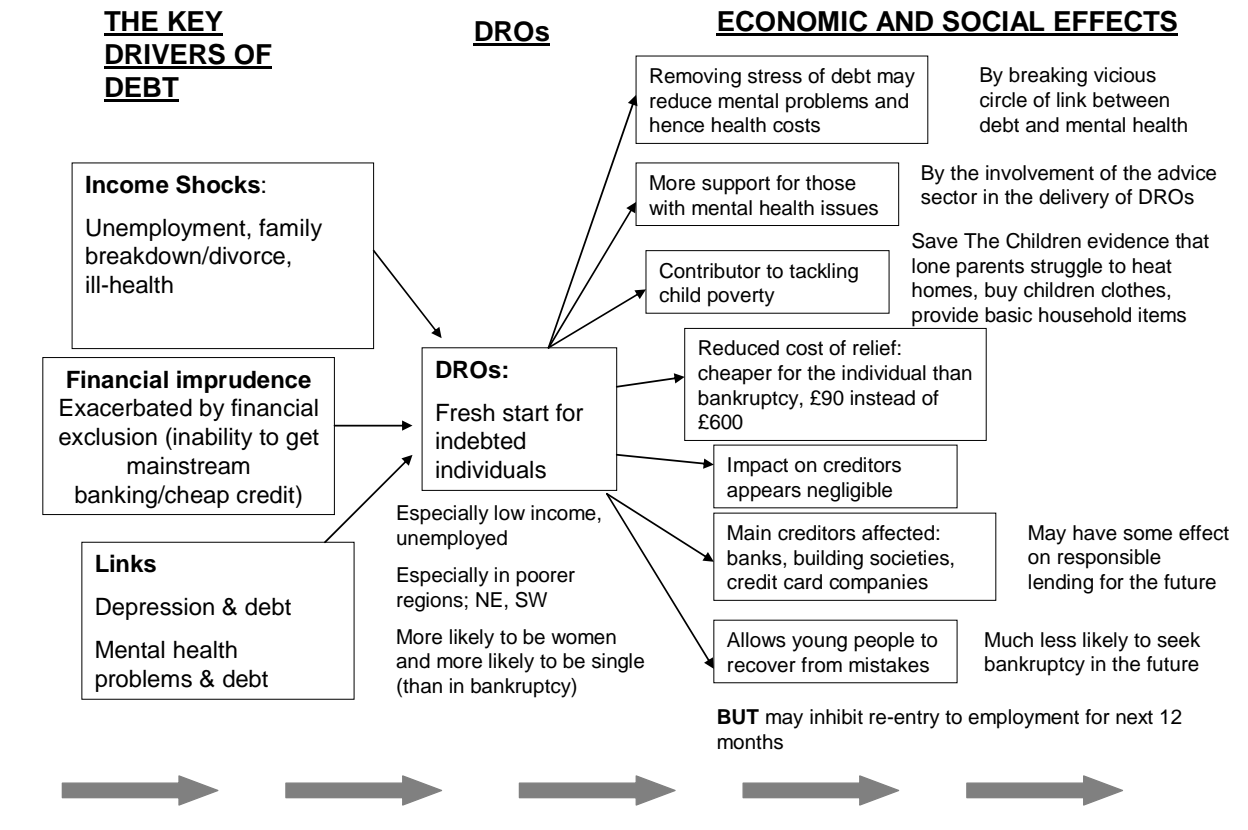 THE KEY
DRIVERS OF
DEBT
DROs
ECONOMIC AND SOCIAL EFFECTS
Income Shocks:
Unemployment, family
breakdown/divorce,
ill-health
Financial imprudence
Exacerbated by financial
exclusion (inability to get
mainstream
banking/cheap credit)
Links
Depression & debt
Mental health
problems & debt
DROs:
Fresh start for
indebted
individuals
Especially low income,
unemployed
Especially in poorer
regions; NE, SW
More likely to be women
and more likely to be single
(than in bankruptcy)
Removing stress of debt may
reduce mental problems and
hence health costs
By breaking vicious
circle of link between
debt and mental health
More support for those
with mental health issues
By the involvement of the advice
sector in the delivery of DROs
Contributor to tackling
child poverty
Save The Children evidence that
lone parents struggle to heat
homes, buy children clothes,
provide basic household items
Reduced cost of relief:
cheaper for the individual than
bankruptcy, £90 instead of
£600
Impact on creditors
appears negligible
Main creditors affected:
banks, building societies,
credit card companies
May have some effect
on responsible
lending for the future
Allows young people to
recover from mistakes
Much less likely to seek
bankruptcy in the future
BUT may inhibit re-entry to employment for next 12
months